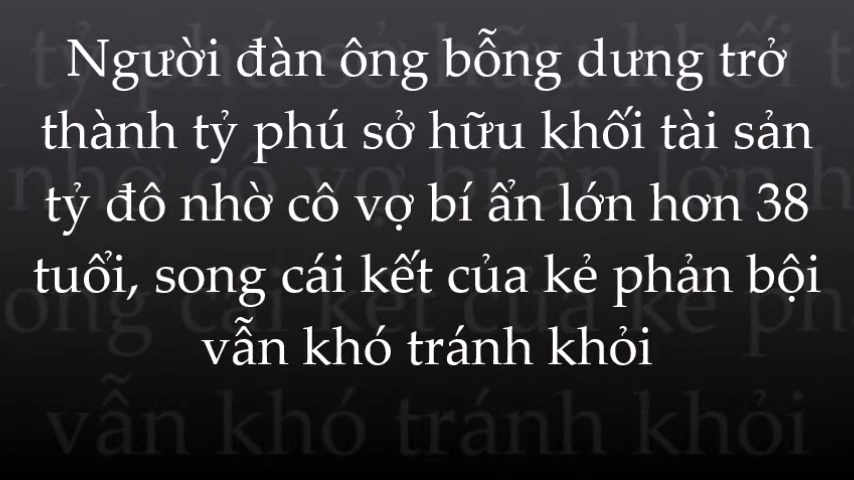 Người đàn ông bỗng dưng trở
thành tỷ phú sở hữu khối tài sản
tỷ đô nhờ cô vợ bí ẩn lớn hơn 38
tuổi, song cái kết của kẻ phản bội
vẫn khó tránh khỏi